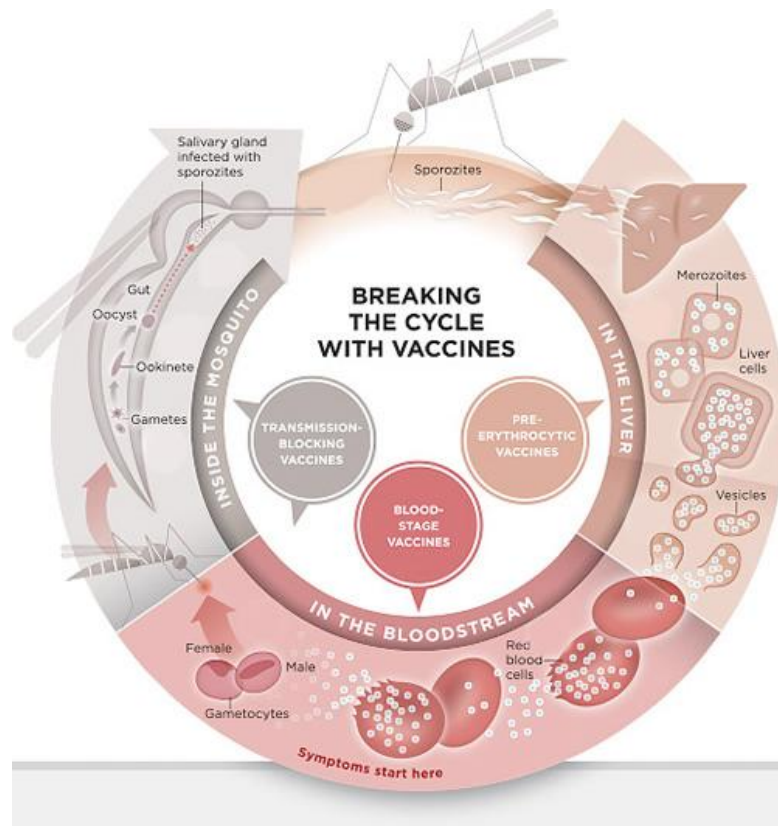 Salivary gland
infected with
sporozites
Sporozites
Merozoites
Gut
Oocyst
BREAKING
THE CYCLE
WITH VACCINES
Liver
cells
Ookinete
INSIDE THE MOSQUITO
IN THE LIVER
Gametes
TRANSMISSION-
BLOCKING
VACCINES
PRE-
ERYTHROCYTIC
VACCINES
Vesicles
BLOOD-
STAGE
VACCINES
IN THE BLOODSTREAM
Female
Male
Gametocytes
Red
blood
cells
Symptoms start here